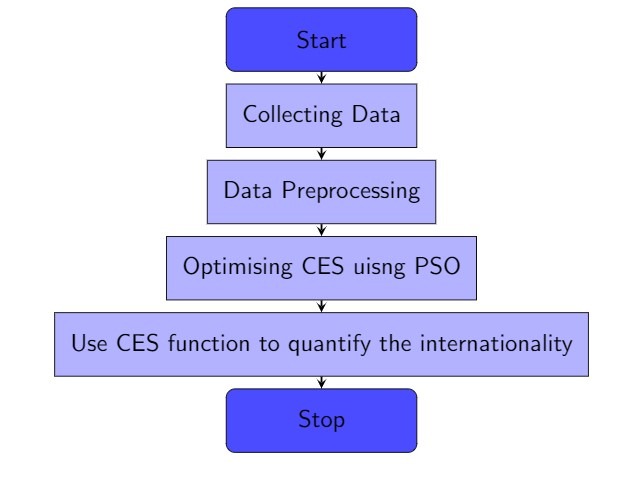 Start
Collecting Data
Data Preprocessing
Optimising CES uisng PSO
Use CES function to quantify the internationality
Stop